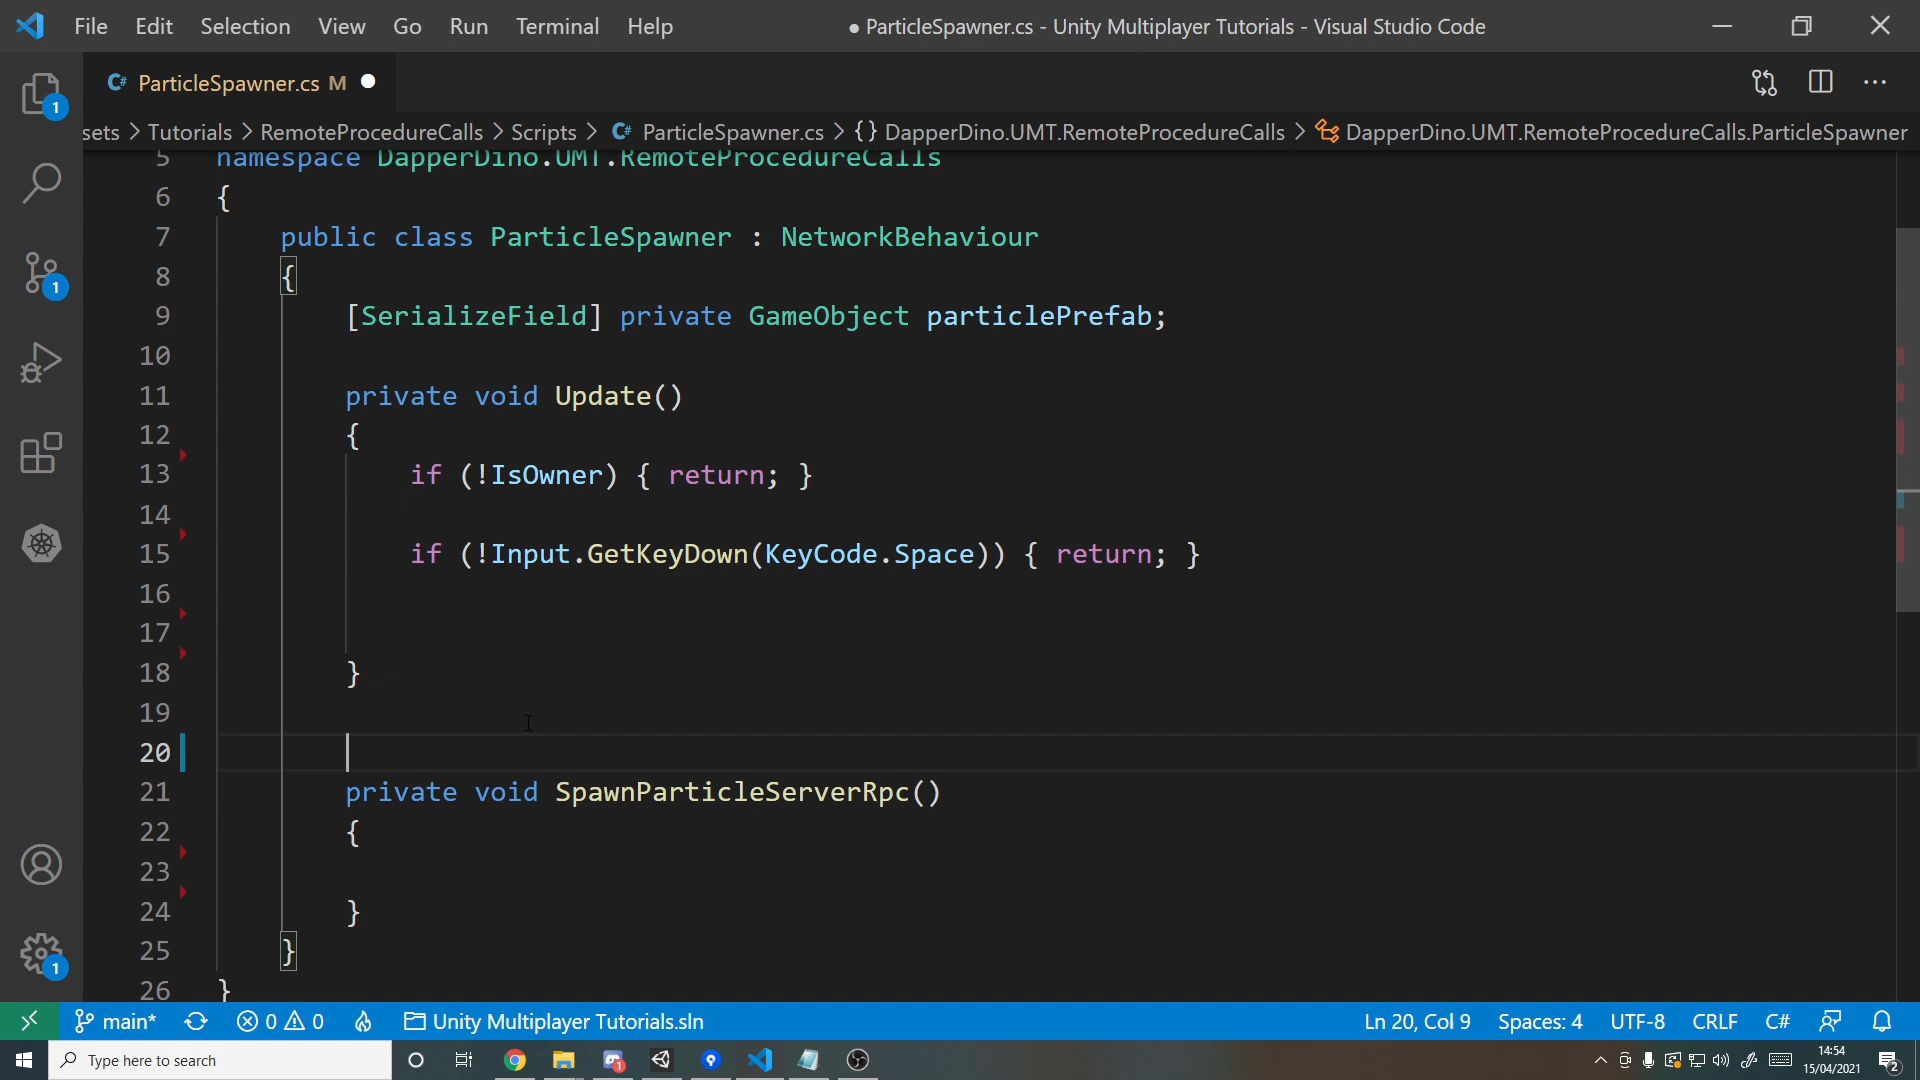 File Edit Selection View Go Run Terminal Help
● ParticleSpawner.cs - Unity Multiplayer Tutorials - Visual Studio Code
C# ParticleSpawner.cs M
sets > Tutorials > RemoteProcedureCalls > Scripts > C# ParticleSpawner.cs > {} DapperDino.UMT.RemoteProcedureCalls > DapperDino.UMT.RemoteProcedureCalls.ParticleSpawner
5 namespace DapperDino.UMT.RemoteProcedureCalls
6 {
7 public class ParticleSpawner : NetworkBehaviour
8 {
9 [SerializeField] private GameObject particlePrefab;
10
11 private void Update()
12 {
13 if (!IsOwner) { return; }
14
15 if (!Input.GetKeyDown(KeyCode.Space)) { return; }
16
17
18 }
19
20
21 private void SpawnParticleServerRpc()
22 {
23
24 }
25 }
26 }
1
1
1
main* 0 0 Unity Multiplayer Tutorials.sln Ln 20, Col 9 Spaces: 4 UTF-8 CRLF C#
Type here to search
1
14:54
15/04/2021
2